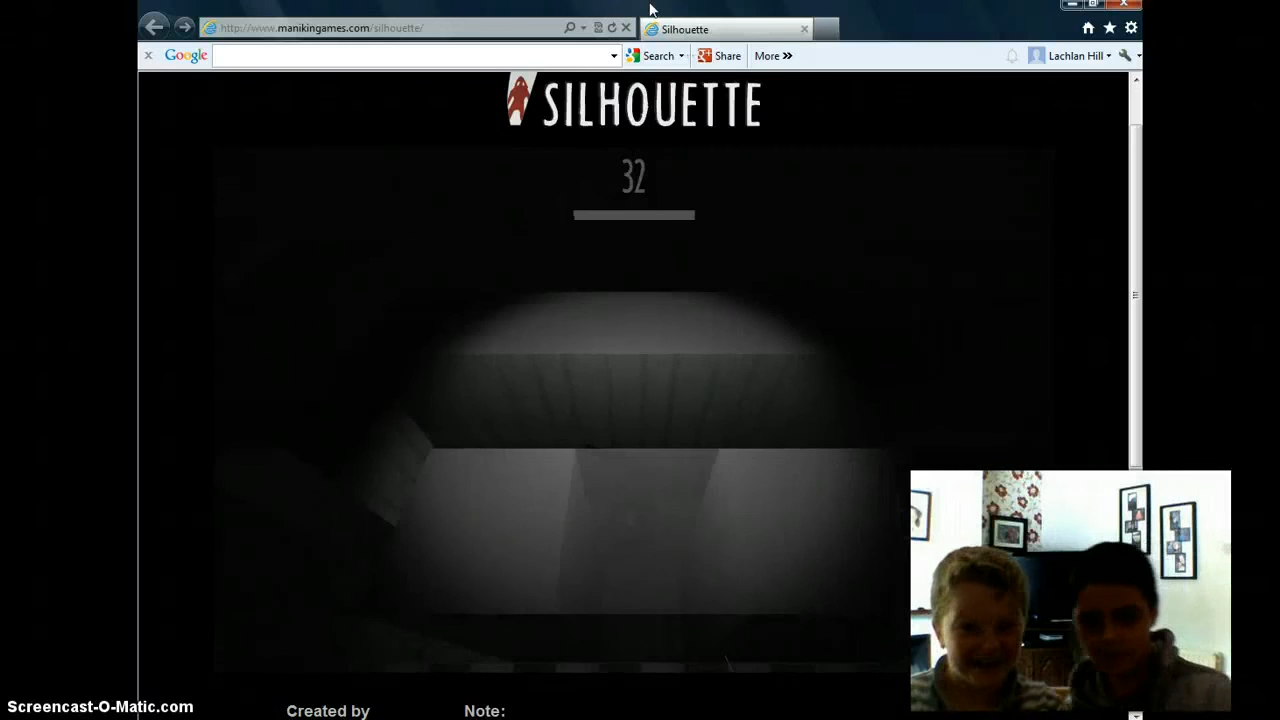 http://www.manikingames.com/silhouette/
Silhouette
Google
Search
Share
More »
Lachlan Hill
SILHOUETTE
32
Created by
Note:
Screencast-O-Matic.com